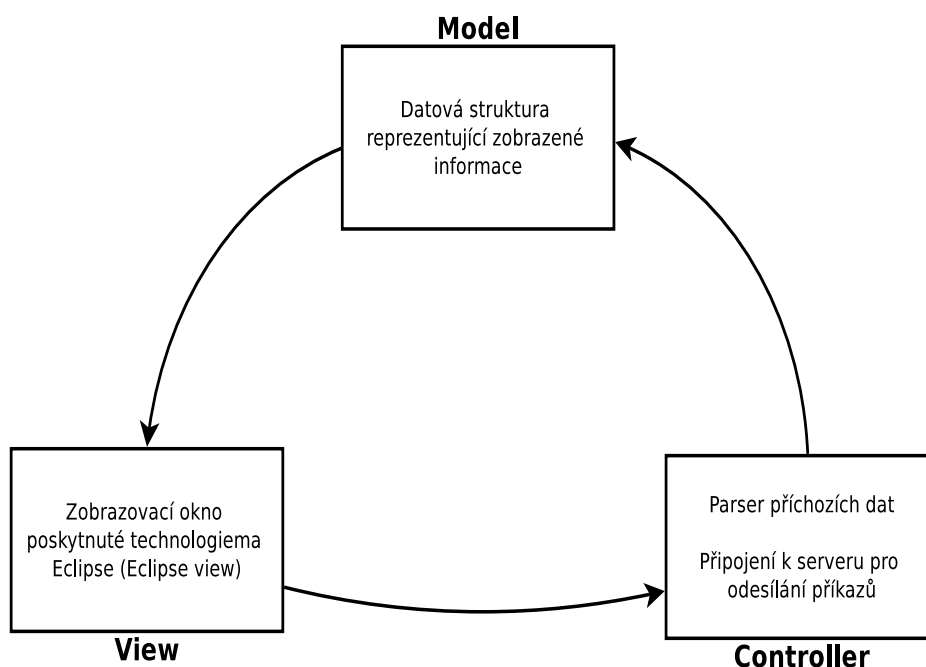 Model
Datová struktura
reprezentující zobrazené
informace
Zobrazovací okno
poskytnuté technologiema
Eclipse (Eclipse view)
View
Parser příchozích dat
Připojení k serveru pro
odesílání příkazů
Controller